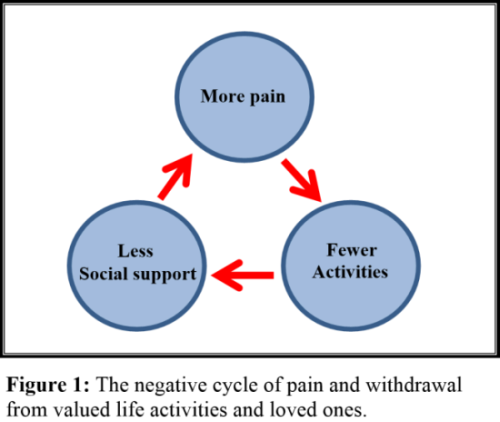 More pain
Less
Social support
Fewer
Activities
Figure 1: The negative cycle of pain and withdrawal
from valued life activities and loved ones.